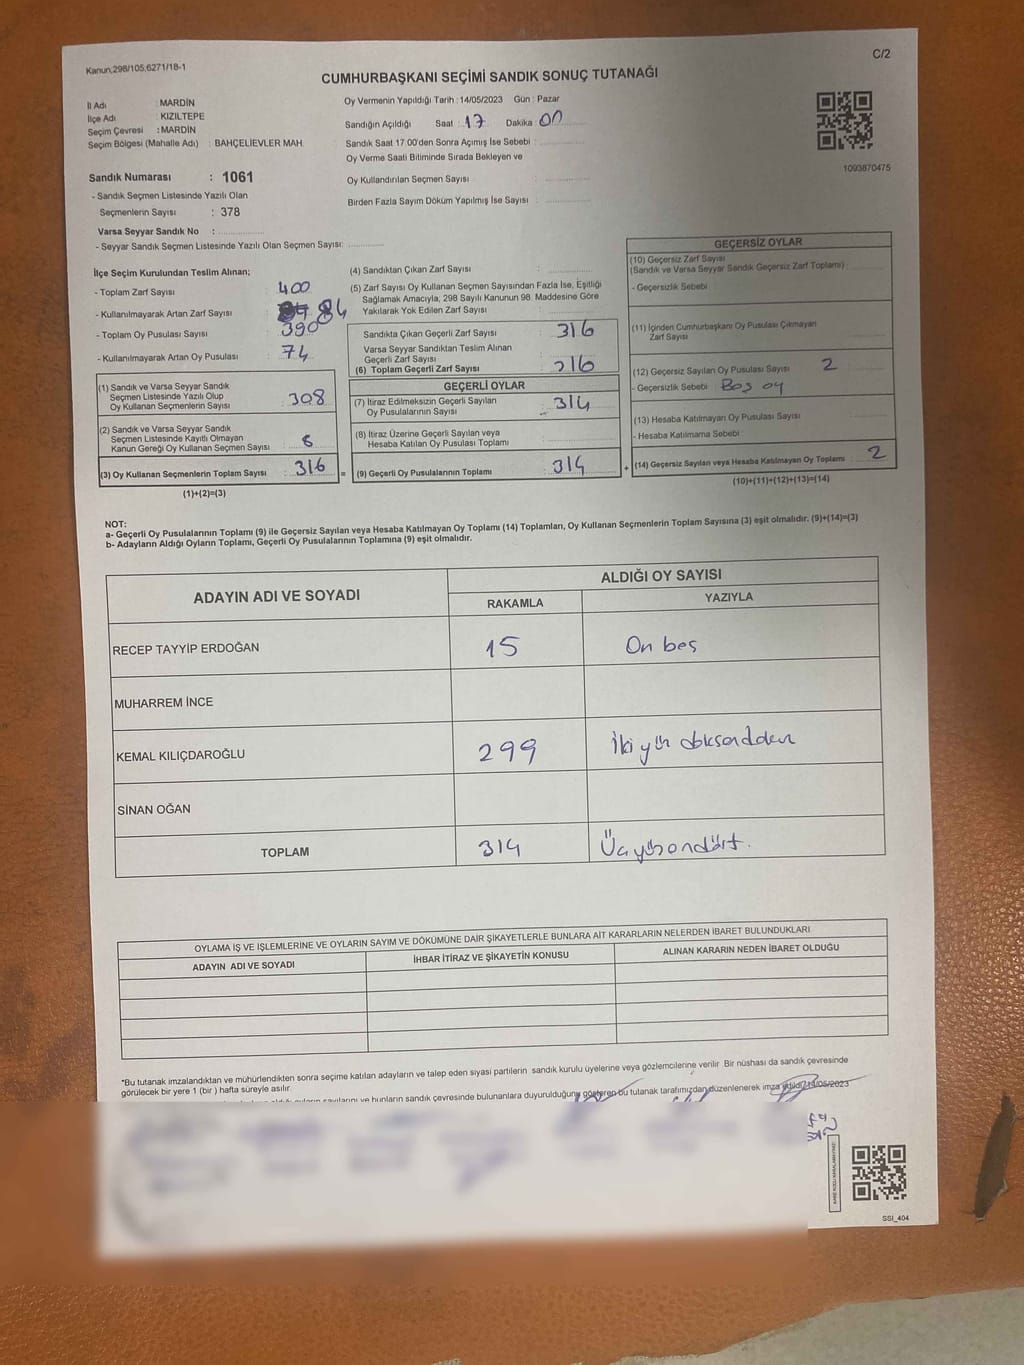 Kanun,298/105,6271/18-1
C/2
CUMHURBAŞKANI SEÇİMİ SANDIK SONUÇ TUTANAĞI
İl Adı : MARDİN
İlçe Adı : KIZILTEPE
Seçim Çevresi : MARDİN
Seçim Bölgesi (Mahalle Adı) : BAHÇELİEVLER MAH.
Sandık Numarası : 1061
- Sandık Seçmen Listesinde Yazılı Olan
Seçmenlerin Sayısı : 378
Varsa Seyyar Sandık No :
- Seyyar Sandık Seçmen Listesinde Yazılı Olan Seçmen Sayısı:
Oy Vermenin Yapıldığı Tarih : 14/05/2023 Gün : Pazar
Sandığın Açıldığı Saat : 17 Dakika : 00
Sandık Saat 17.00'den Sonra Açımış İse Sebebi :
Oy Verme Saati Bitiminde Sırada Bekleyen ve
Oy Kullandırılan Seçmen Sayısı :
Birden Fazla Sayım Döküm Yapılmış İse Sayısı :
1093870475
İlçe Seçim Kurulundan Teslim Alınan;
- Toplam Zarf Sayısı : 400
- Kullanılmayarak Artan Zarf Sayısı : 84
- Toplam Oy Pusulası Sayısı : 390
- Kullanılmayarak Artan Oy Pusulası : 74
(1) Sandık ve Varsa Seyyar Sandık
Seçmen Listesinde Yazılı Olup
Oy Kullanan Seçmenlerin Sayısı : 308
(2) Sandık ve Varsa Seyyar Sandık
Seçmen Listesinde Kayıtlı Olmayan
Kanun Gereği Oy Kullanan Seçmen Sayısı : 8
(3) Oy Kullanan Seçmenlerin Toplam Sayısı : 316
(1)+(2)=(3)
(4) Sandıktan Çıkan Zarf Sayısı :
(5) Zarf Sayısı Oy Kullanan Seçmen Sayısından Fazla İse, Eşitliği
Sağlamak Amacıyla, 298 Sayılı Kanunun 98. Maddesine Göre
Yakılarak Yok Edilen Zarf Sayısı :
Sandıkta Çıkan Geçerli Zarf Sayısı : 316
Varsa Seyyar Sandıktan Teslim Alınan
Geçerli Zarf Sayısı :
(6) Toplam Geçerli Zarf Sayısı : 316
GEÇERLİ OYLAR
(7) İtiraz Edilmeksizin Geçerli Sayılan
Oy Pusulalarının Sayısı : 314
(8) İtiraz Üzerine Geçerli Sayılan veya
Hesaba Katılan Oy Pusulası Toplamı :
= (9) Geçerli Oy Pusulalarının Toplamı : 314
GEÇERSİZ OYLAR
(10) Geçersiz Zarf Sayısı
(Sandık ve Varsa Seyyar Sandık Geçersiz Zarf Toplamı) :
- Geçersizlik Sebebi :
(11) İçinden Cumhurbaşkanı Oy Pusulası Çıkmayan
Zarf Sayısı :
(12) Geçersiz Sayılan Oy Pusulası Sayısı : 2
- Geçersizlik Sebebi : Boş oy
(13) Hesaba Katılmayan Oy Pusulası Sayısı :
- Hesaba Katılmama Sebebi :
+ (14) Geçersiz Sayılan veya Hesaba Katılmayan Oy Toplamı : 2
(10)+(11)+(12)+(13)=(14)
NOT:
a- Geçerli Oy Pusulalarının Toplamı (9) ile Geçersiz Sayılan veya Hesaba Katılmayan Oy Toplamı (14) Toplamları, Oy Kullanan Seçmenlerin Toplam Sayısına (3) eşit olmalıdır. (9)+(14)=(3)
b- Adayların Aldığı Oyların Toplamı, Geçerli Oy Pusulalarının Toplamına (9) eşit olmalıdır.
ADAYIN ADI VE SOYADI
ALDIĞI OY SAYISI
RAKAMLA YAZIYLA
RECEP TAYYİP ERDOĞAN 15 On beş
MUHARREM İNCE
KEMAL KILIÇDAROĞLU 299 İki yüz
SİNAN OĞAN
TOPLAM 314 Üçyüzondört.
OYLAMA İŞ VE İŞLEMLERİNE VE OYLARIN SAYIM VE DÖKÜMÜNE DAİR ŞİKAYETLERLE BUNLARA AİT KARARLARIN NELERDEN İBARET BULUNDUKLARI
ADAYIN ADI VE SOYADI İHBAR İTİRAZ VE ŞİKAYETİN KONUSU ALINAN KARARIN NEDEN İBARET OLDUĞU
*Bu tutanak imzalandıktan ve mühürlendikten sonra seçime katılan adayların ve talep eden siyasi partilerin sandık kurulu üyelerine veya gözlemcilerine verilir. Bir nüshası da sandık çevresinde
görülecek bir yere 1 (bir ) hafta süreyle asılır.
ve bunların sandık çevresinde bulunanlara duyurulduğunu gösteren bu tutanak tarafımızdan düzenlenerek imza edildi. 14/05/2023
SSI_404